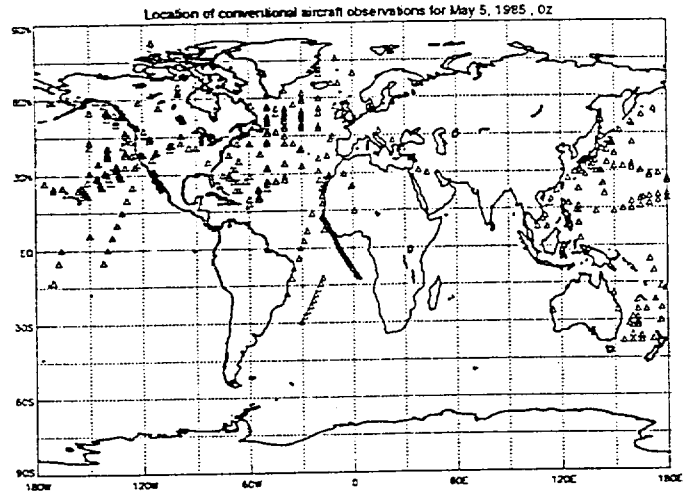 Location of conventional aircraft observations for May 5, 1985 , 0z
90N
60N
30N
EQ
30S
60S
90S
180W 120W 60W 0 60E 120E 180E